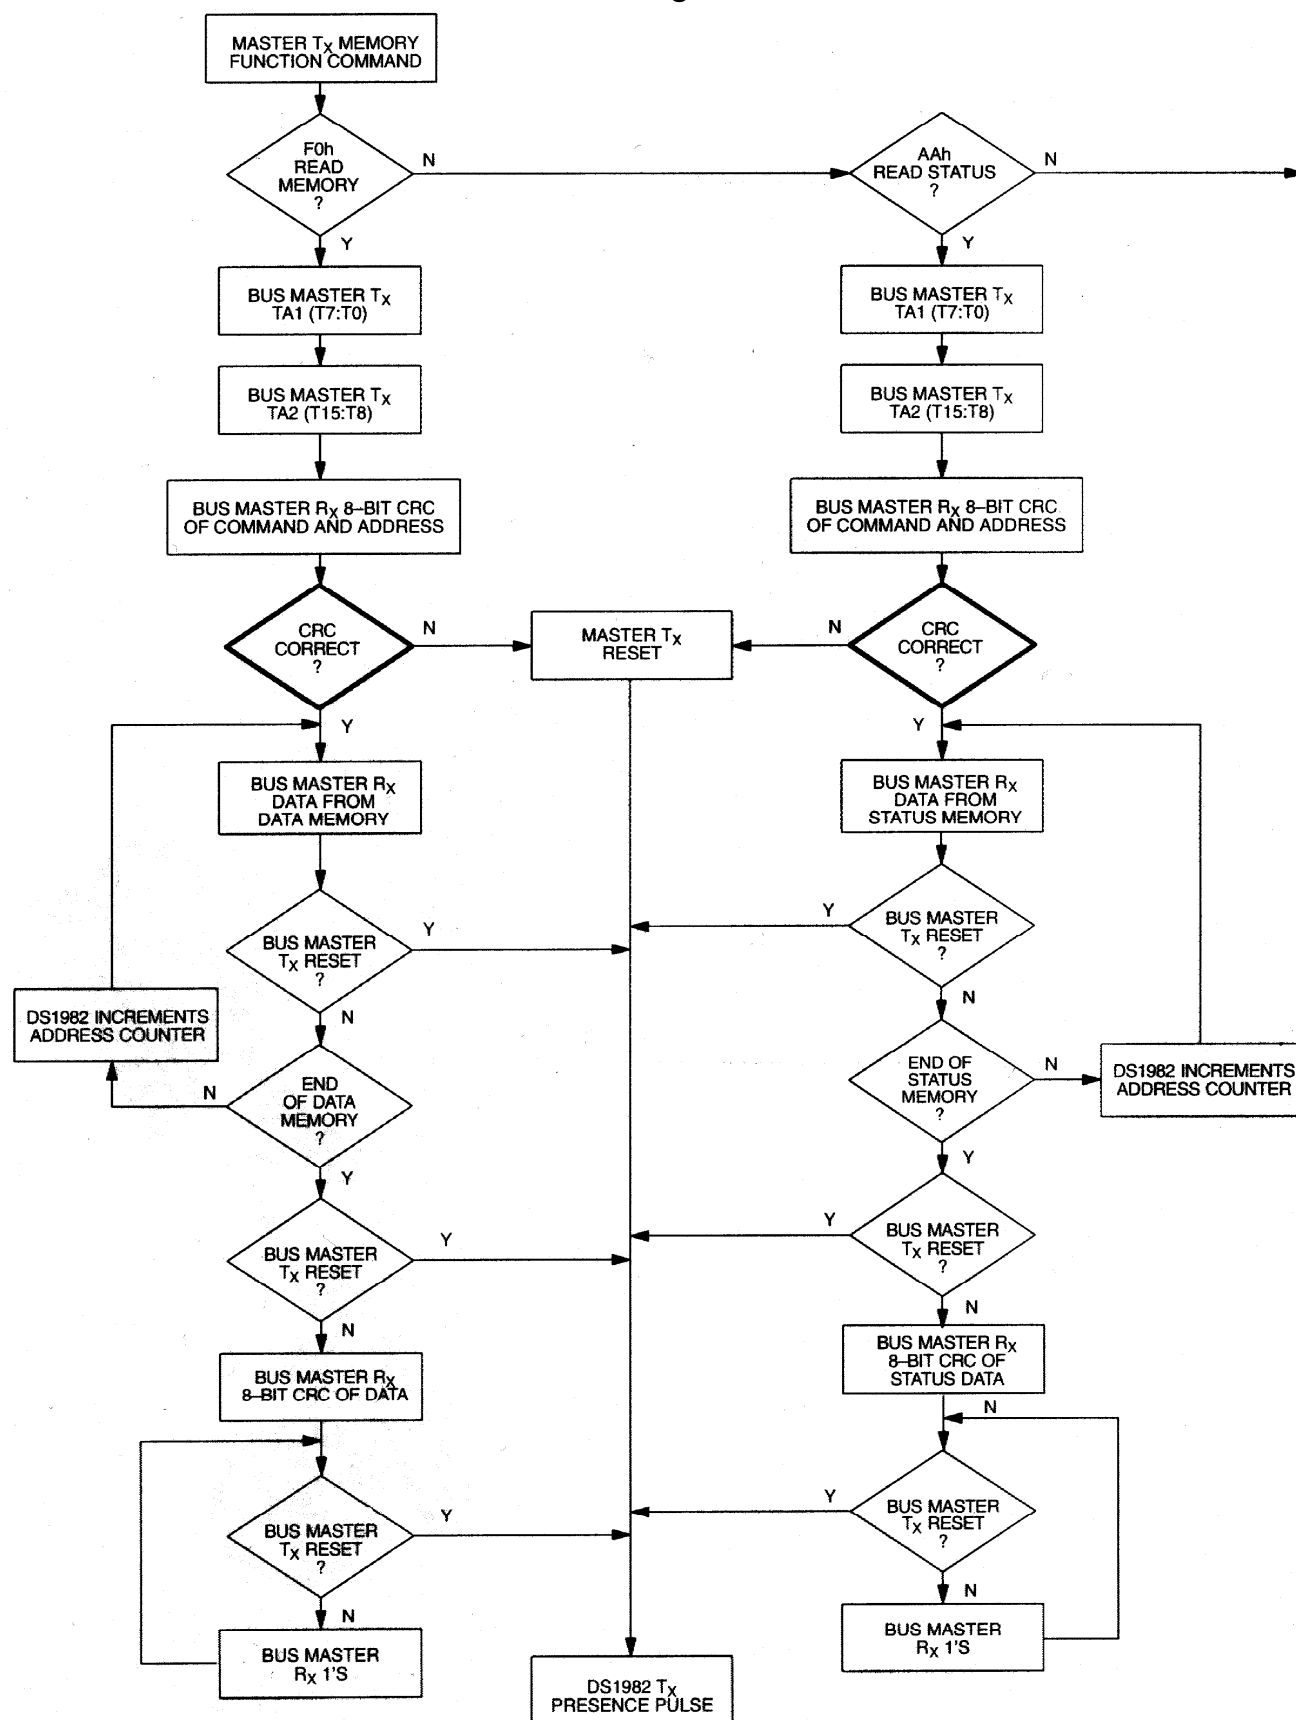 MASTER TX MEMORY
FUNCTION COMMAND
F0h
READ
MEMORY
?
N
Y
BUS MASTER TX
TA1 (T7:T0)
BUS MASTER TX
TA2 (T15:T8)
BUS MASTER RX 8–BIT CRC
OF COMMAND AND ADDRESS
CRC
CORRECT
?
N
Y
BUS MASTER RX
DATA FROM
DATA MEMORY
BUS MASTER
TX RESET
?
Y
N
DS1982 INCREMENTS
ADDRESS COUNTER
END
OF DATA
MEMORY
?
N
Y
BUS MASTER
TX RESET
?
Y
N
BUS MASTER RX
8–BIT CRC OF DATA
BUS MASTER
TX RESET
?
Y
N
BUS MASTER
RX 1'S
MASTER TX
RESET
DS1982 TX
PRESENCE PULSE
AAh
READ STATUS
?
N
Y
BUS MASTER TX
TA1 (T7:T0)
BUS MASTER TX
TA2 (T15:T8)
BUS MASTER RX 8–BIT CRC
OF COMMAND AND ADDRESS
CRC
CORRECT
?
N
Y
BUS MASTER RX
DATA FROM
STATUS MEMORY
BUS MASTER
TX RESET
?
Y
N
END OF
STATUS
MEMORY
?
N
DS1982 INCREMENTS
ADDRESS COUNTER
Y
BUS MASTER
TX RESET
?
Y
N
BUS MASTER RX
8–BIT CRC OF
STATUS DATA
N
BUS MASTER
TX RESET
?
Y
N
BUS MASTER
RX 1'S